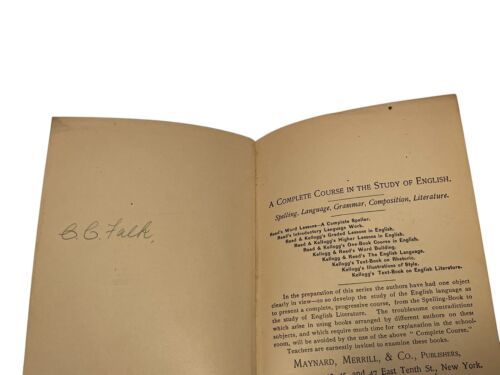 C. C. Falk,
A Complete Course in the Study of English.
Spelling, Language, Grammar, Composition, Literature.
Reed's Word Lessons—A Complete Speller.
Reed's Introductory Language Work.
Reed & Kellogg's Graded Lessons in English.
Reed & Kellogg's Higher Lessons in English.
Reed & Kellogg's One-Book Course in English.
Kellogg & Reed's Word Building.
Kellogg & Reed's The English Language.
Kellogg's Text-Book on Rhetoric.
Kellogg's Illustrations of Style.
Kellogg's Text-Book on English Literature.
In the preparation of this series the authors have had one object
clearly in view—to so develop the study of the English language as
to present a complete, progressive course, from the Spelling-Book to
the study of English Literature. The troublesome contradictions
which arise in using books arranged by different authors on these
subjects, and which require much time for explanation in the school-
room, will be avoided by the use of the above "Complete Course."
Teachers are earnestly invited to examine these books.
Maynard, Merrill, & Co., Publishers,
and 47 East Tenth St., New York.